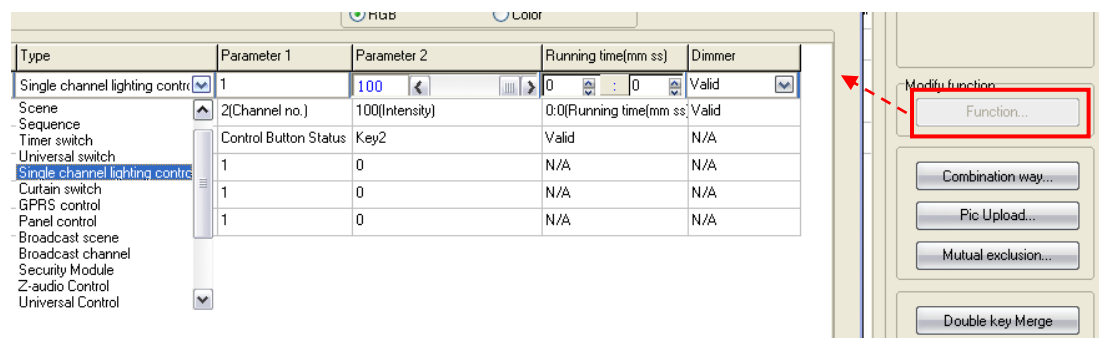 RGB Color
Type Parameter 1 Parameter 2 Running time(mm ss) Dimmer
Single channel lighting contr 1 100 0 : 0 Valid
Scene
Sequence
Timer switch
Universal switch
Single channel lighting contro
Curtain switch
GPRS control
Panel control
Broadcast scene
Broadcast channel
Security Module
Z-audio Control
Universal Control
2(Channel no.) 100(Intensity) 0:0(Running time(mm ss) Valid
Control Button Status Key2 Valid N/A
1 0 N/A N/A
1 0 N/A N/A
1 0 N/A N/A
Modify function
Function...
Combination way...
Pic Upload...
Mutual exclusion...
Double key Merge